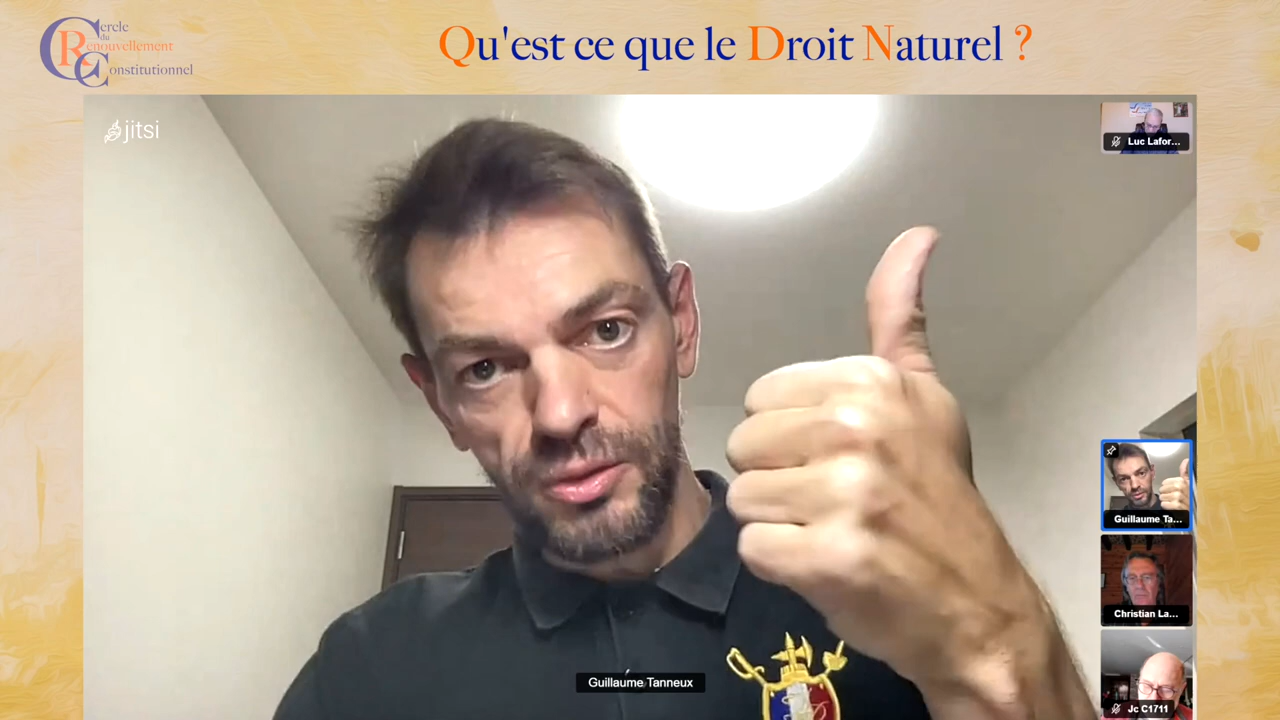 Cercle
du
Renouvellement
Constitutionnel
Qu'est ce que le Droit Naturel ?
jitsi
Luc Lafor...
Guillaume Ta...
Christian La...
Guillaume Tanneux
Jc C1711